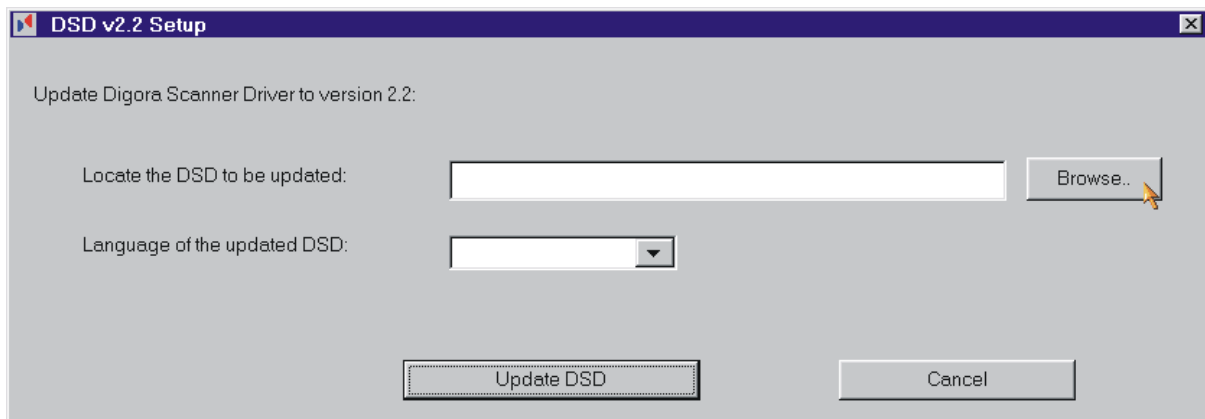 DSD v2.2 Setup
Update Digora Scanner Driver to version 2.2:
Locate the DSD to be updated:
Browse..
Language of the updated DSD:
Update DSD
Cancel